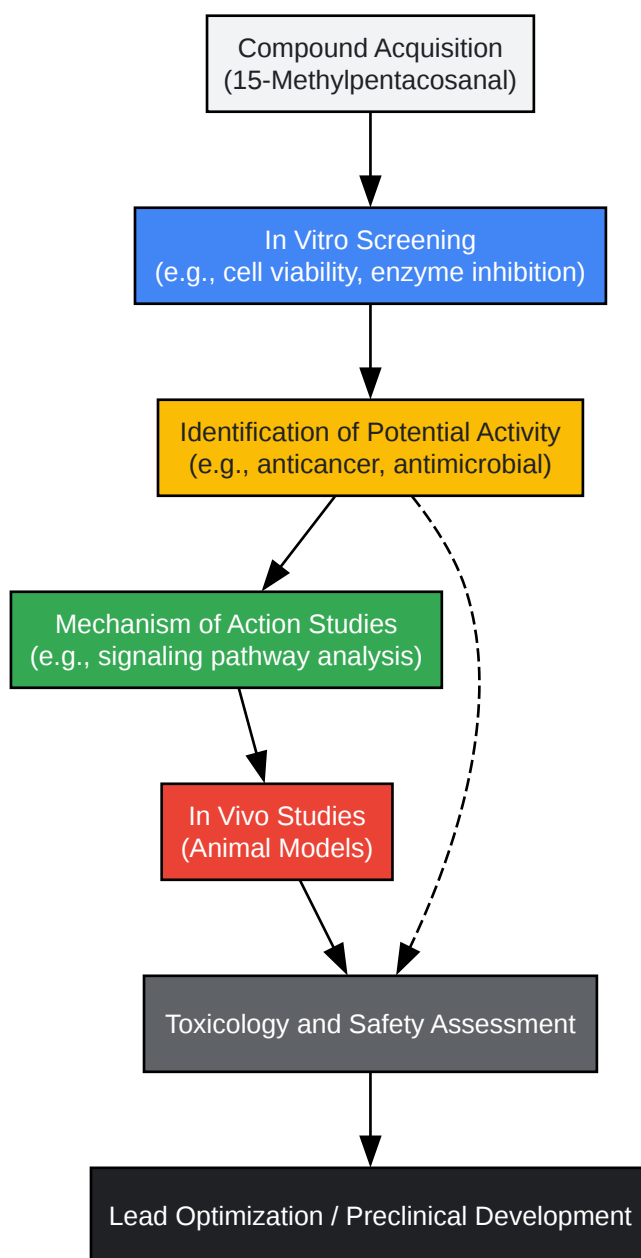 Compound Acquisition
(15-Methylpentacosanal)
In Vitro Screening
(e.g., cell viability, enzyme inhibition)
Identification of Potential Activity
(e.g., anticancer, antimicrobial)
Mechanism of Action Studies
(e.g., signaling pathway analysis)
In Vivo Studies
(Animal Models)
Toxicology and Safety Assessment
Lead Optimization / Preclinical Development